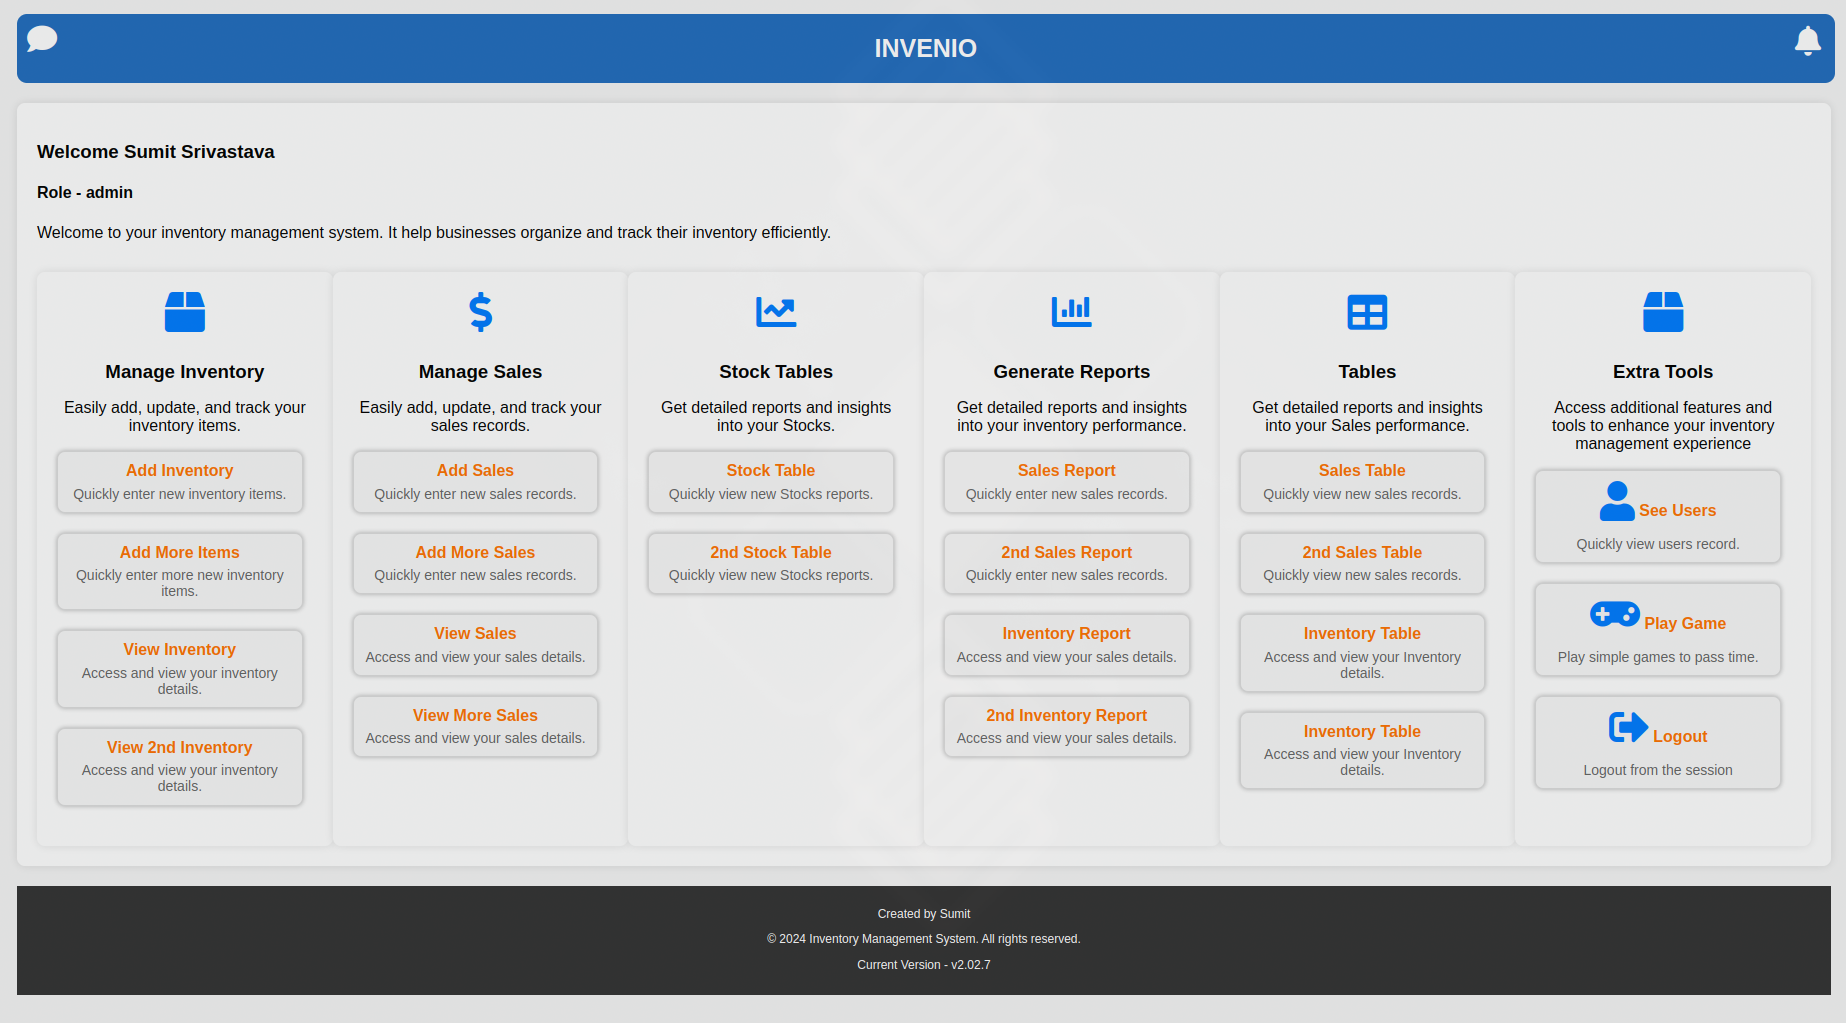 INVENIO
Welcome Sumit Srivastava
Role - admin
Welcome to your inventory management system. It help businesses organize and track their inventory efficiently.
Manage Inventory
Easily add, update, and track your
inventory items.
Add Inventory
Quickly enter new inventory items.
Add More Items
Quickly enter more new inventory
items.
View Inventory
Access and view your inventory
details.
View 2nd Inventory
Access and view your inventory
details.
Manage Sales
Easily add, update, and track your
sales records.
Add Sales
Quickly enter new sales records.
Add More Sales
Quickly enter new sales records.
View Sales
Access and view your sales details.
View More Sales
Access and view your sales details.
Stock Tables
Get detailed reports and insights
into your Stocks.
Stock Table
Quickly view new Stocks reports.
2nd Stock Table
Quickly view new Stocks reports.
Generate Reports
Get detailed reports and insights
into your inventory performance.
Sales Report
Quickly enter new sales records.
2nd Sales Report
Quickly enter new sales records.
Inventory Report
Access and view your sales details.
2nd Inventory Report
Access and view your sales details.
Tables
Get detailed reports and insights
into your Sales performance.
Sales Table
Quickly view new sales records.
2nd Sales Table
Quickly view new sales records.
Inventory Table
Access and view your Inventory
details.
Inventory Table
Access and view your Inventory
details.
Extra Tools
Access additional features and
tools to enhance your inventory
management experience
See Users
Quickly view users record.
Play Game
Play simple games to pass time.
Logout
Logout from the session
Created by Sumit
© 2024 Inventory Management System. All rights reserved.
Current Version - v2.02.7